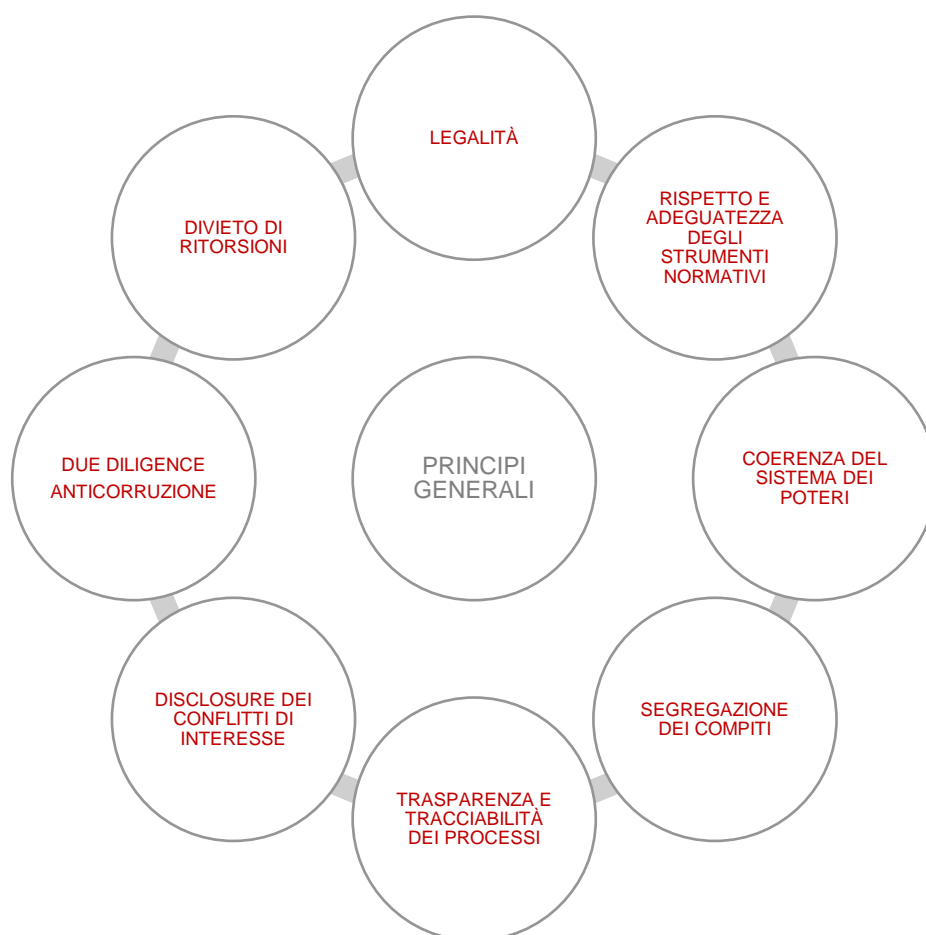 LEGALITÀ
RISPETTO E
ADEGUATEZZA
DEGLI
STRUMENTI
NORMATIVI
COERENZA DEL
SISTEMA DEI
POTERI
SEGREGAZIONE
DEI COMPITI
TRASPARENZA E
TRACCIABILITÀ
DEI PROCESSI
DISCLOSURE DEI
CONFLITTI DI
INTERESSE
DUE DILIGENCE
ANTICORRUZIONE
DIVIETO DI
RITORSIONI
PRINCIPI
GENERALI